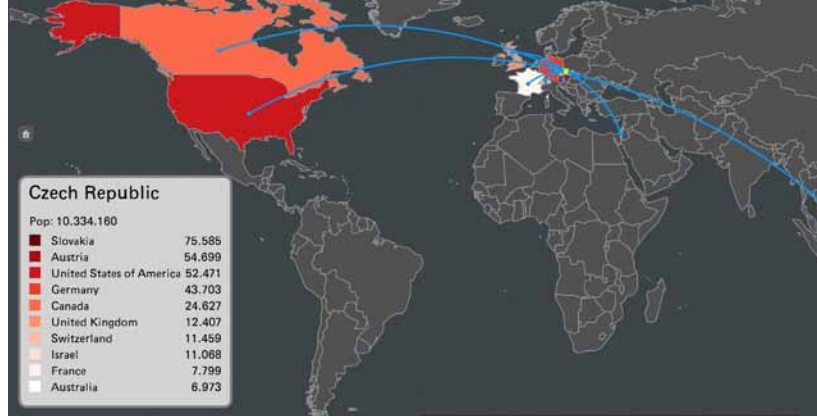 Czech Republic
Pop: 10.334.160
Slovakia 75.585
Austria 54.699
United States of America 52.471
Germany 43.703
Canada 24.627
United Kingdom 12.407
Switzerland 11.459
Israel 11.068
France 7.799
Australia 6.973